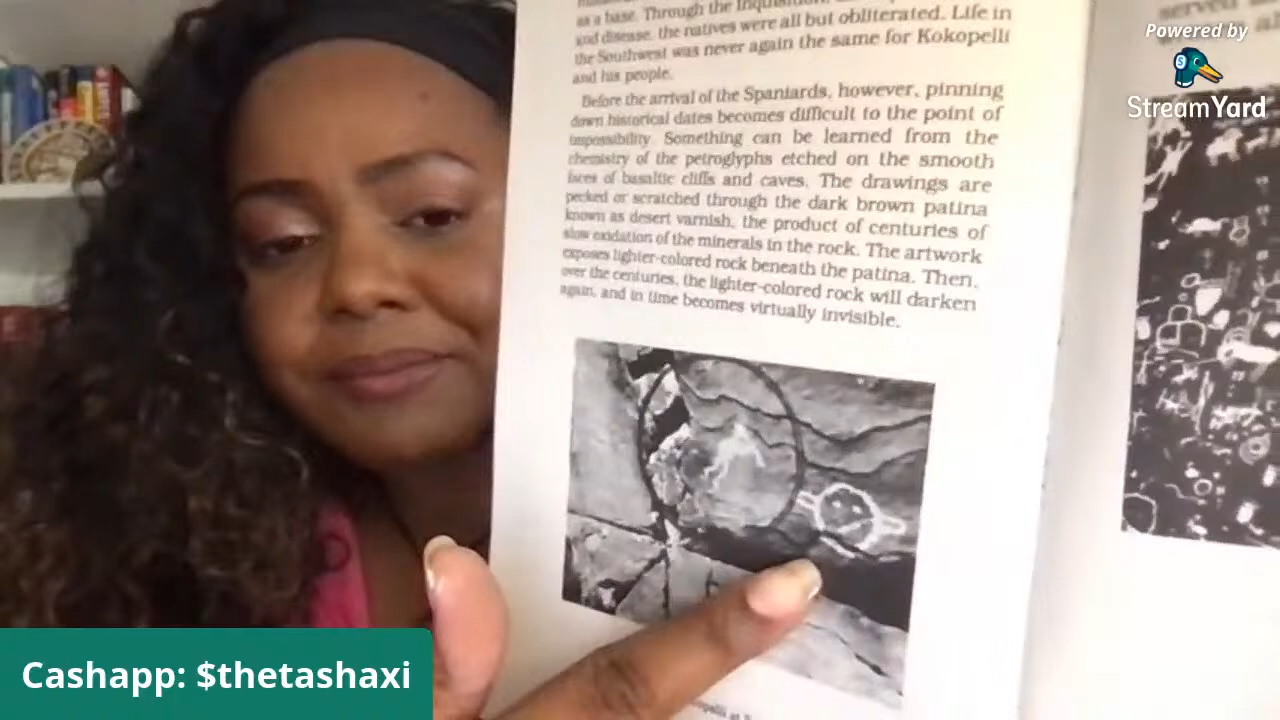 as a base. Through the Inquisition,
and disease, the natives were all but obliterated. Life in
the Southwest was never again the same for Kokopelli
and his people.
Before the arrival of the Spaniards, however, pinning
down historical dates becomes difficult to the point of
impossibility. Something can be learned from the
chemistry of the petroglyphs etched on the smooth
faces of basaltic cliffs and caves. The drawings are
pecked or scratched through the dark brown patina
known as desert varnish, the product of centuries of
slow oxidation of the minerals in the rock. The artwork
exposes lighter-colored rock beneath the patina. Then,
over the centuries, the lighter-colored rock will darken
again, and in time becomes virtually invisible.
Powered by
StreamYard
Cashapp: $thetashaxi